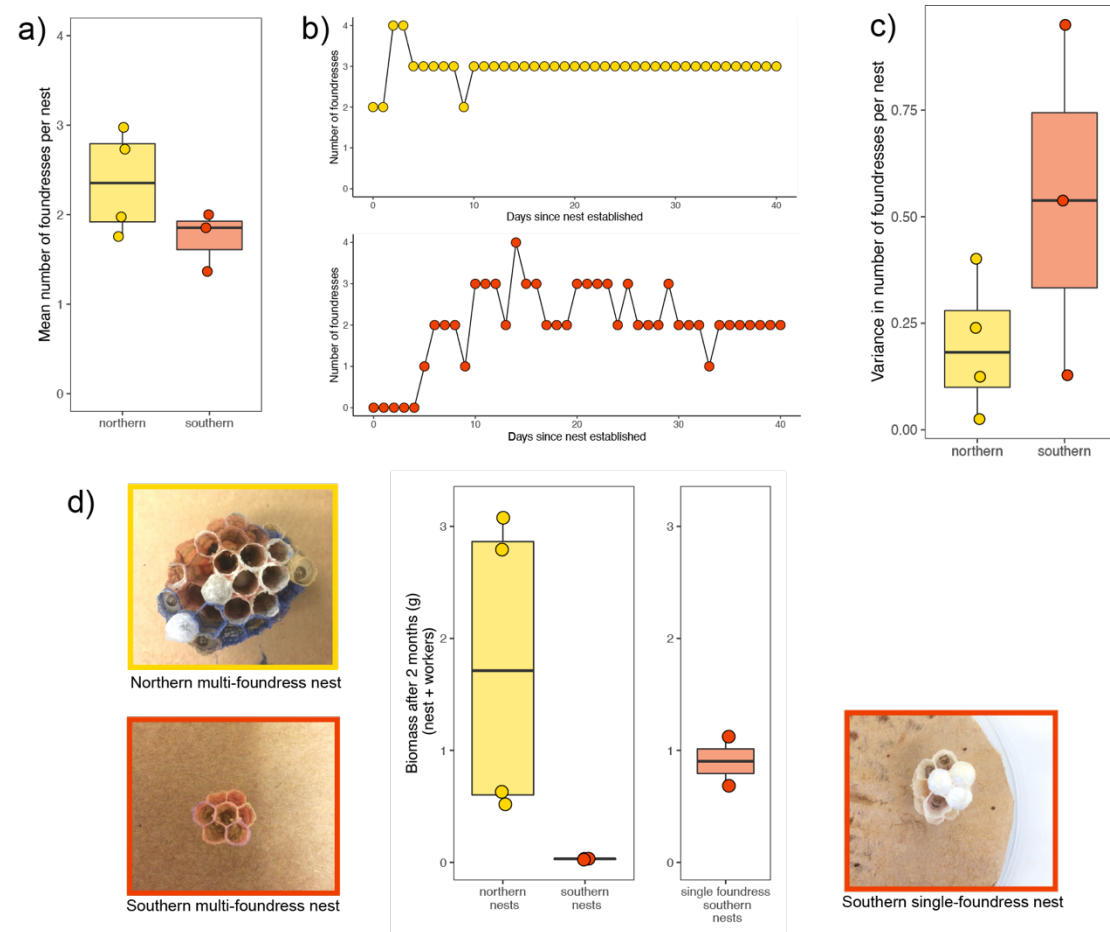 a)
Mean number of foundresses per nest
4
3
2
1
0
northern
southern
b)
Number of foundresses
4
3
2
1
0
0
20
40
Days since nest established
Number of foundresses
4
3
2
1
0
0
10
20
30
40
Days since nest established
c)
Variance in number of foundresses per nest
0.75
0.50
0.25
0.00
northern
southern
d)
Northern multi-foundress nest
Southern multi-foundress nest
Biomass after 2 months (g)
(nest + workers)
3
2
1
0
northern
nests
southern
nests
3
2
1
0
single foundress
southern
nests
Southern single-foundress nest